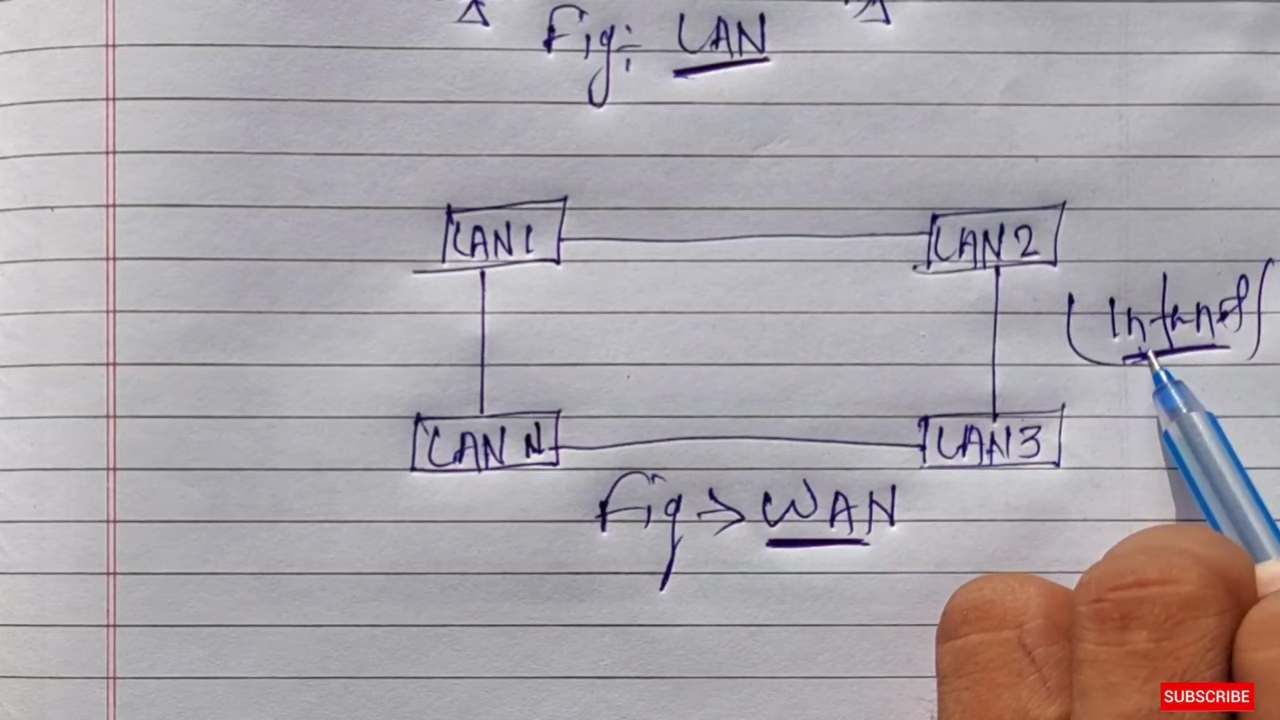 Fig: LAN
LAN1
LAN2
(Internet)
LAN N
LAN3
Fig → WAN
SUBSCRIBE